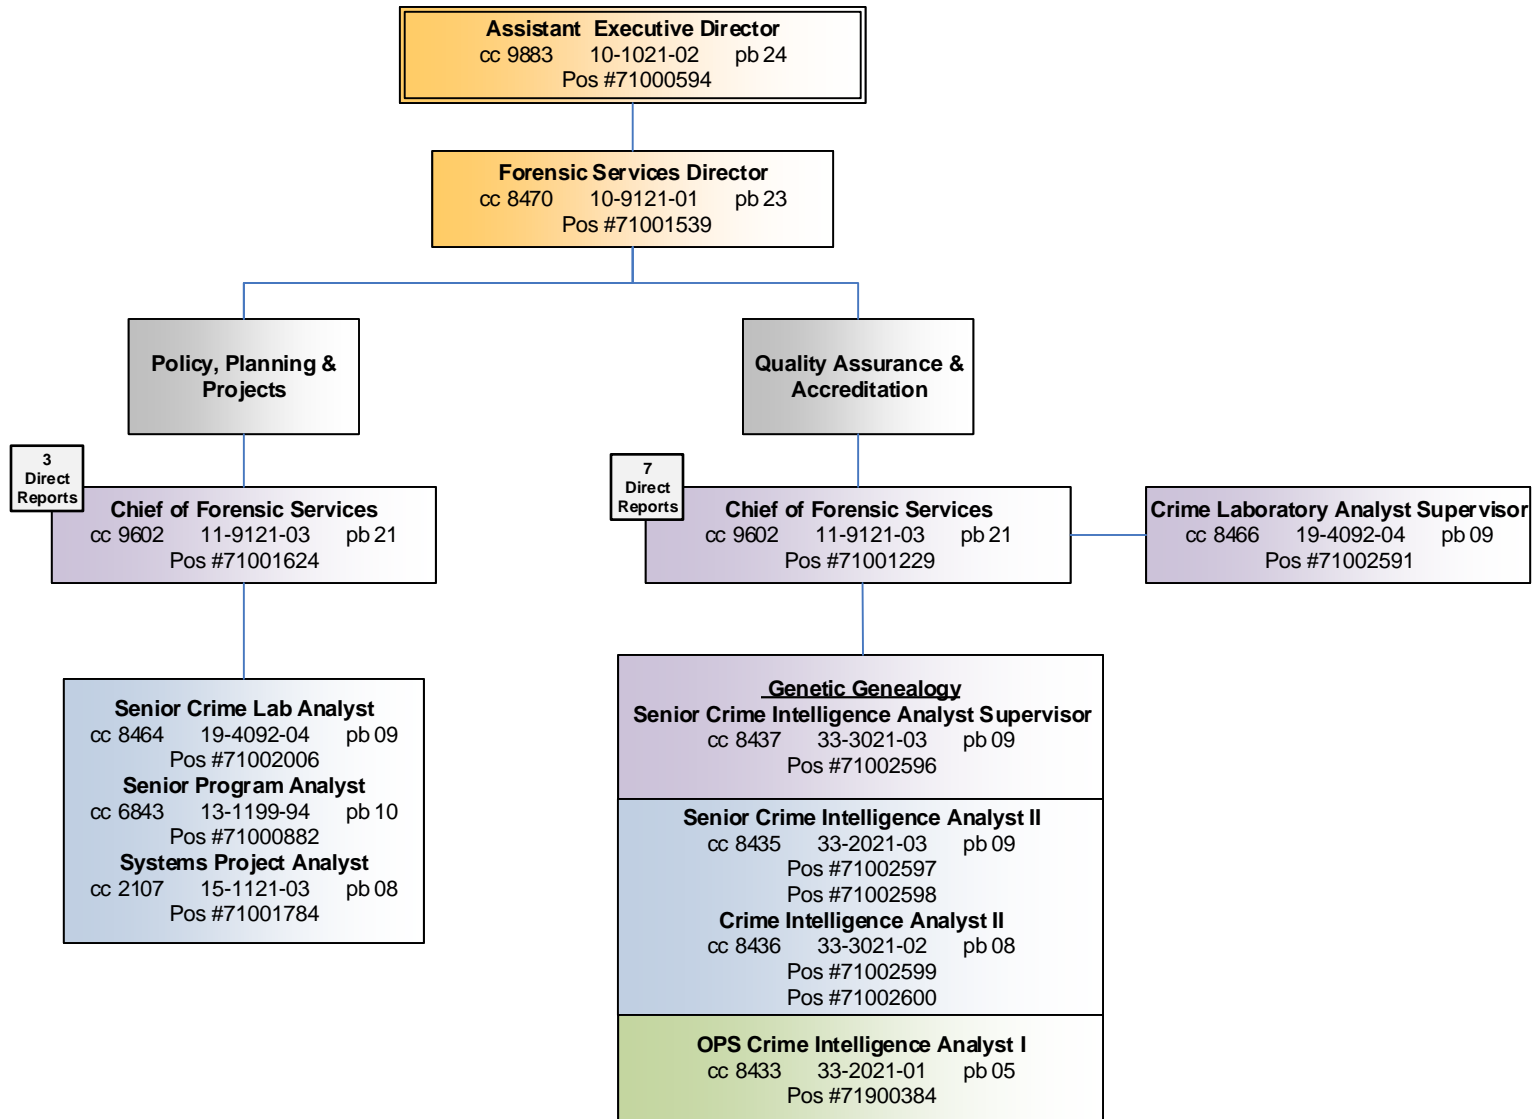 Assistant Executive Director
cc 9883 10-1021-02 pb 24
Pos #71000594
Forensic Services Director
cc 8470 10-9121-01 pb 23
Pos #71001539
Policy, Planning &
Projects
Quality Assurance &
Accreditation
3
Direct
Reports
Chief of Forensic Services
cc 9602 11-9121-03 pb 21
Pos #71001624
7
Direct
Reports
Chief of Forensic Services
cc 9602 11-9121-03 pb 21
Pos #71001229
Crime Laboratory Analyst Supervisor
cc 8466 19-4092-04 pb 09
Pos #71002591
Senior Crime Lab Analyst
cc 8464 19-4092-04 pb 09
Pos #71002006
Senior Program Analyst
cc 6843 13-1199-94 pb 10
Pos #71000882
Systems Project Analyst
cc 2107 15-1121-03 pb 08
Pos #71001784
Genetic Genealogy
Senior Crime Intelligence Analyst Supervisor
cc 8437 33-3021-03 pb 09
Pos #71002596
Senior Crime Intelligence Analyst II
cc 8435 33-2021-03 pb 09
Pos #71002597
Pos #71002598
Crime Intelligence Analyst II
cc 8436 33-3021-02 pb 08
Pos #71002599
Pos #71002600
OPS Crime Intelligence Analyst I
cc 8433 33-2021-01 pb 05
Pos #71900384